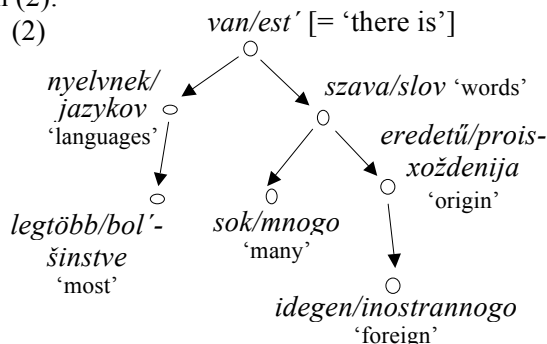 (2).
(2)
van/est´ [= ‘there is’]
nyelvnek/
jazykov
‘languages’
szava/slov ‘words’
eredetű/prois-
xoždenija
‘origin’
legtöbb/bol´-
šinstve
‘most’
sok/mnogo
‘many’
idegen/inostrannogo
‘foreign’